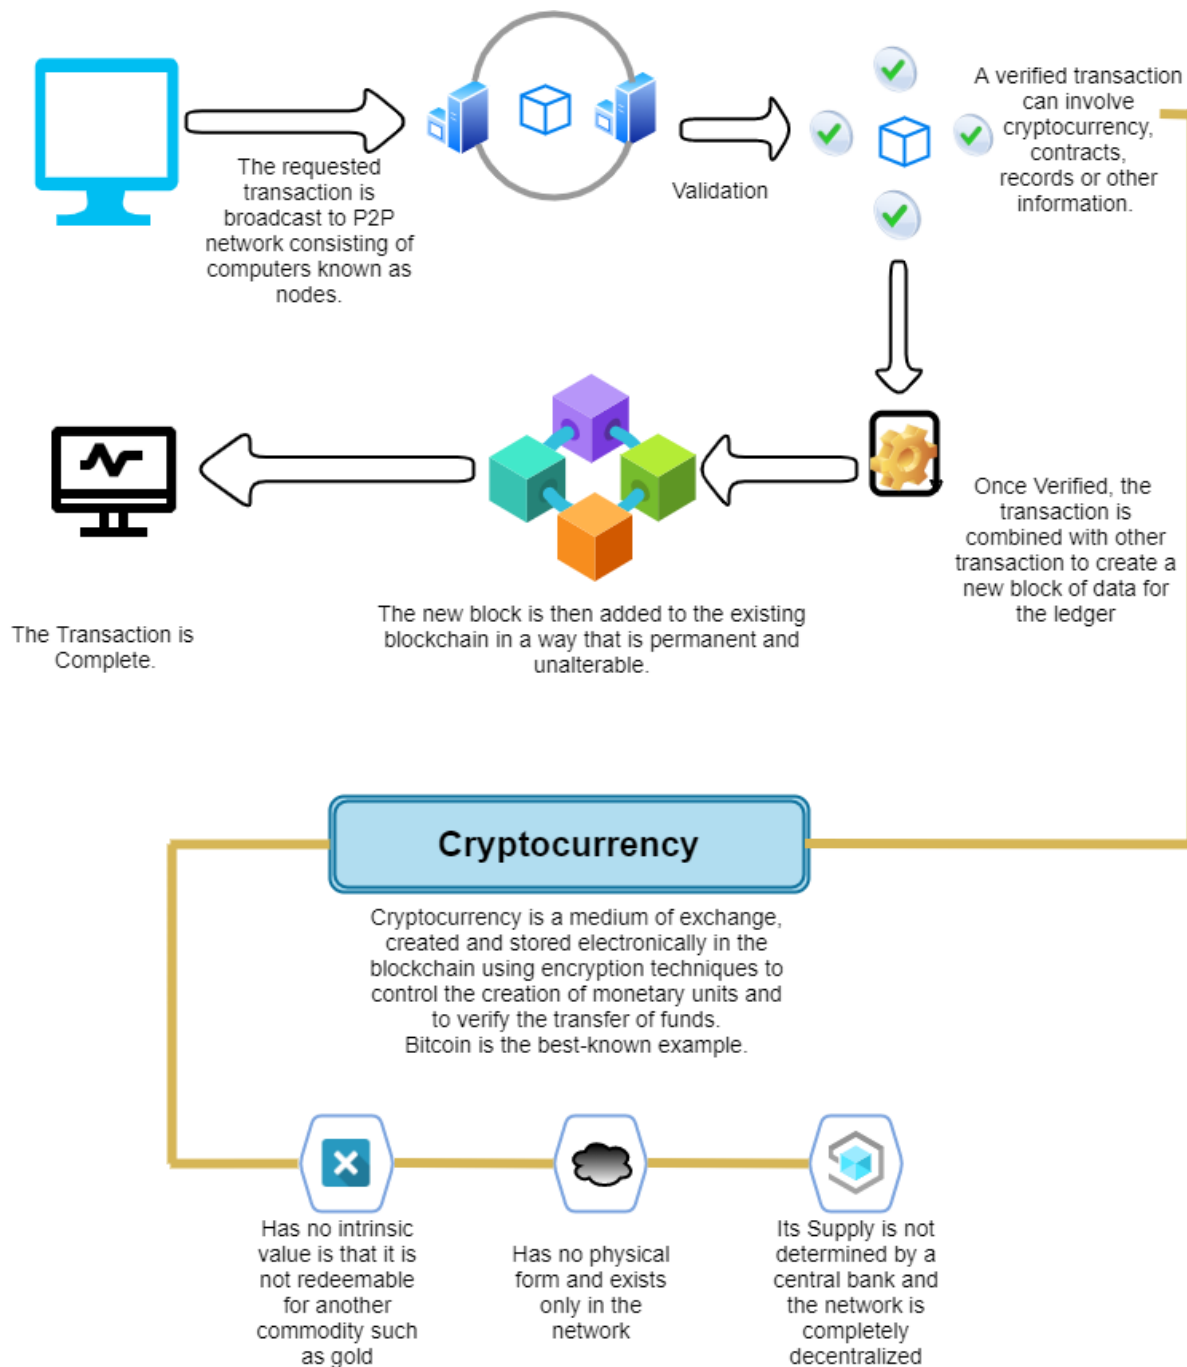 The requested
transaction is
broadcast to P2P
network consisting of
computers known as
nodes.
Validation
A verified transaction
can involve
cryptocurrency,
contracts,
records or other
information.
Once Verified, the
transaction is
combined with other
transaction to create a
new block of data for
the ledger
The new block is then added to the existing
blockchain in a way that is permanent and
unalterable.
The Transaction is
Complete.
Cryptocurrency
Cryptocurrency is a medium of exchange,
created and stored electronically in the
blockchain using encryption techniques to
control the creation of monetary units and
to verify the transfer of funds.
Bitcoin is the best-known example.
Has no intrinsic
value is that it is
not redeemable
for another
commodity such
as gold
Has no physical
form and exists
only in the
network
Its Supply is not
determined by a
central bank and
the network is
completely
decentralized